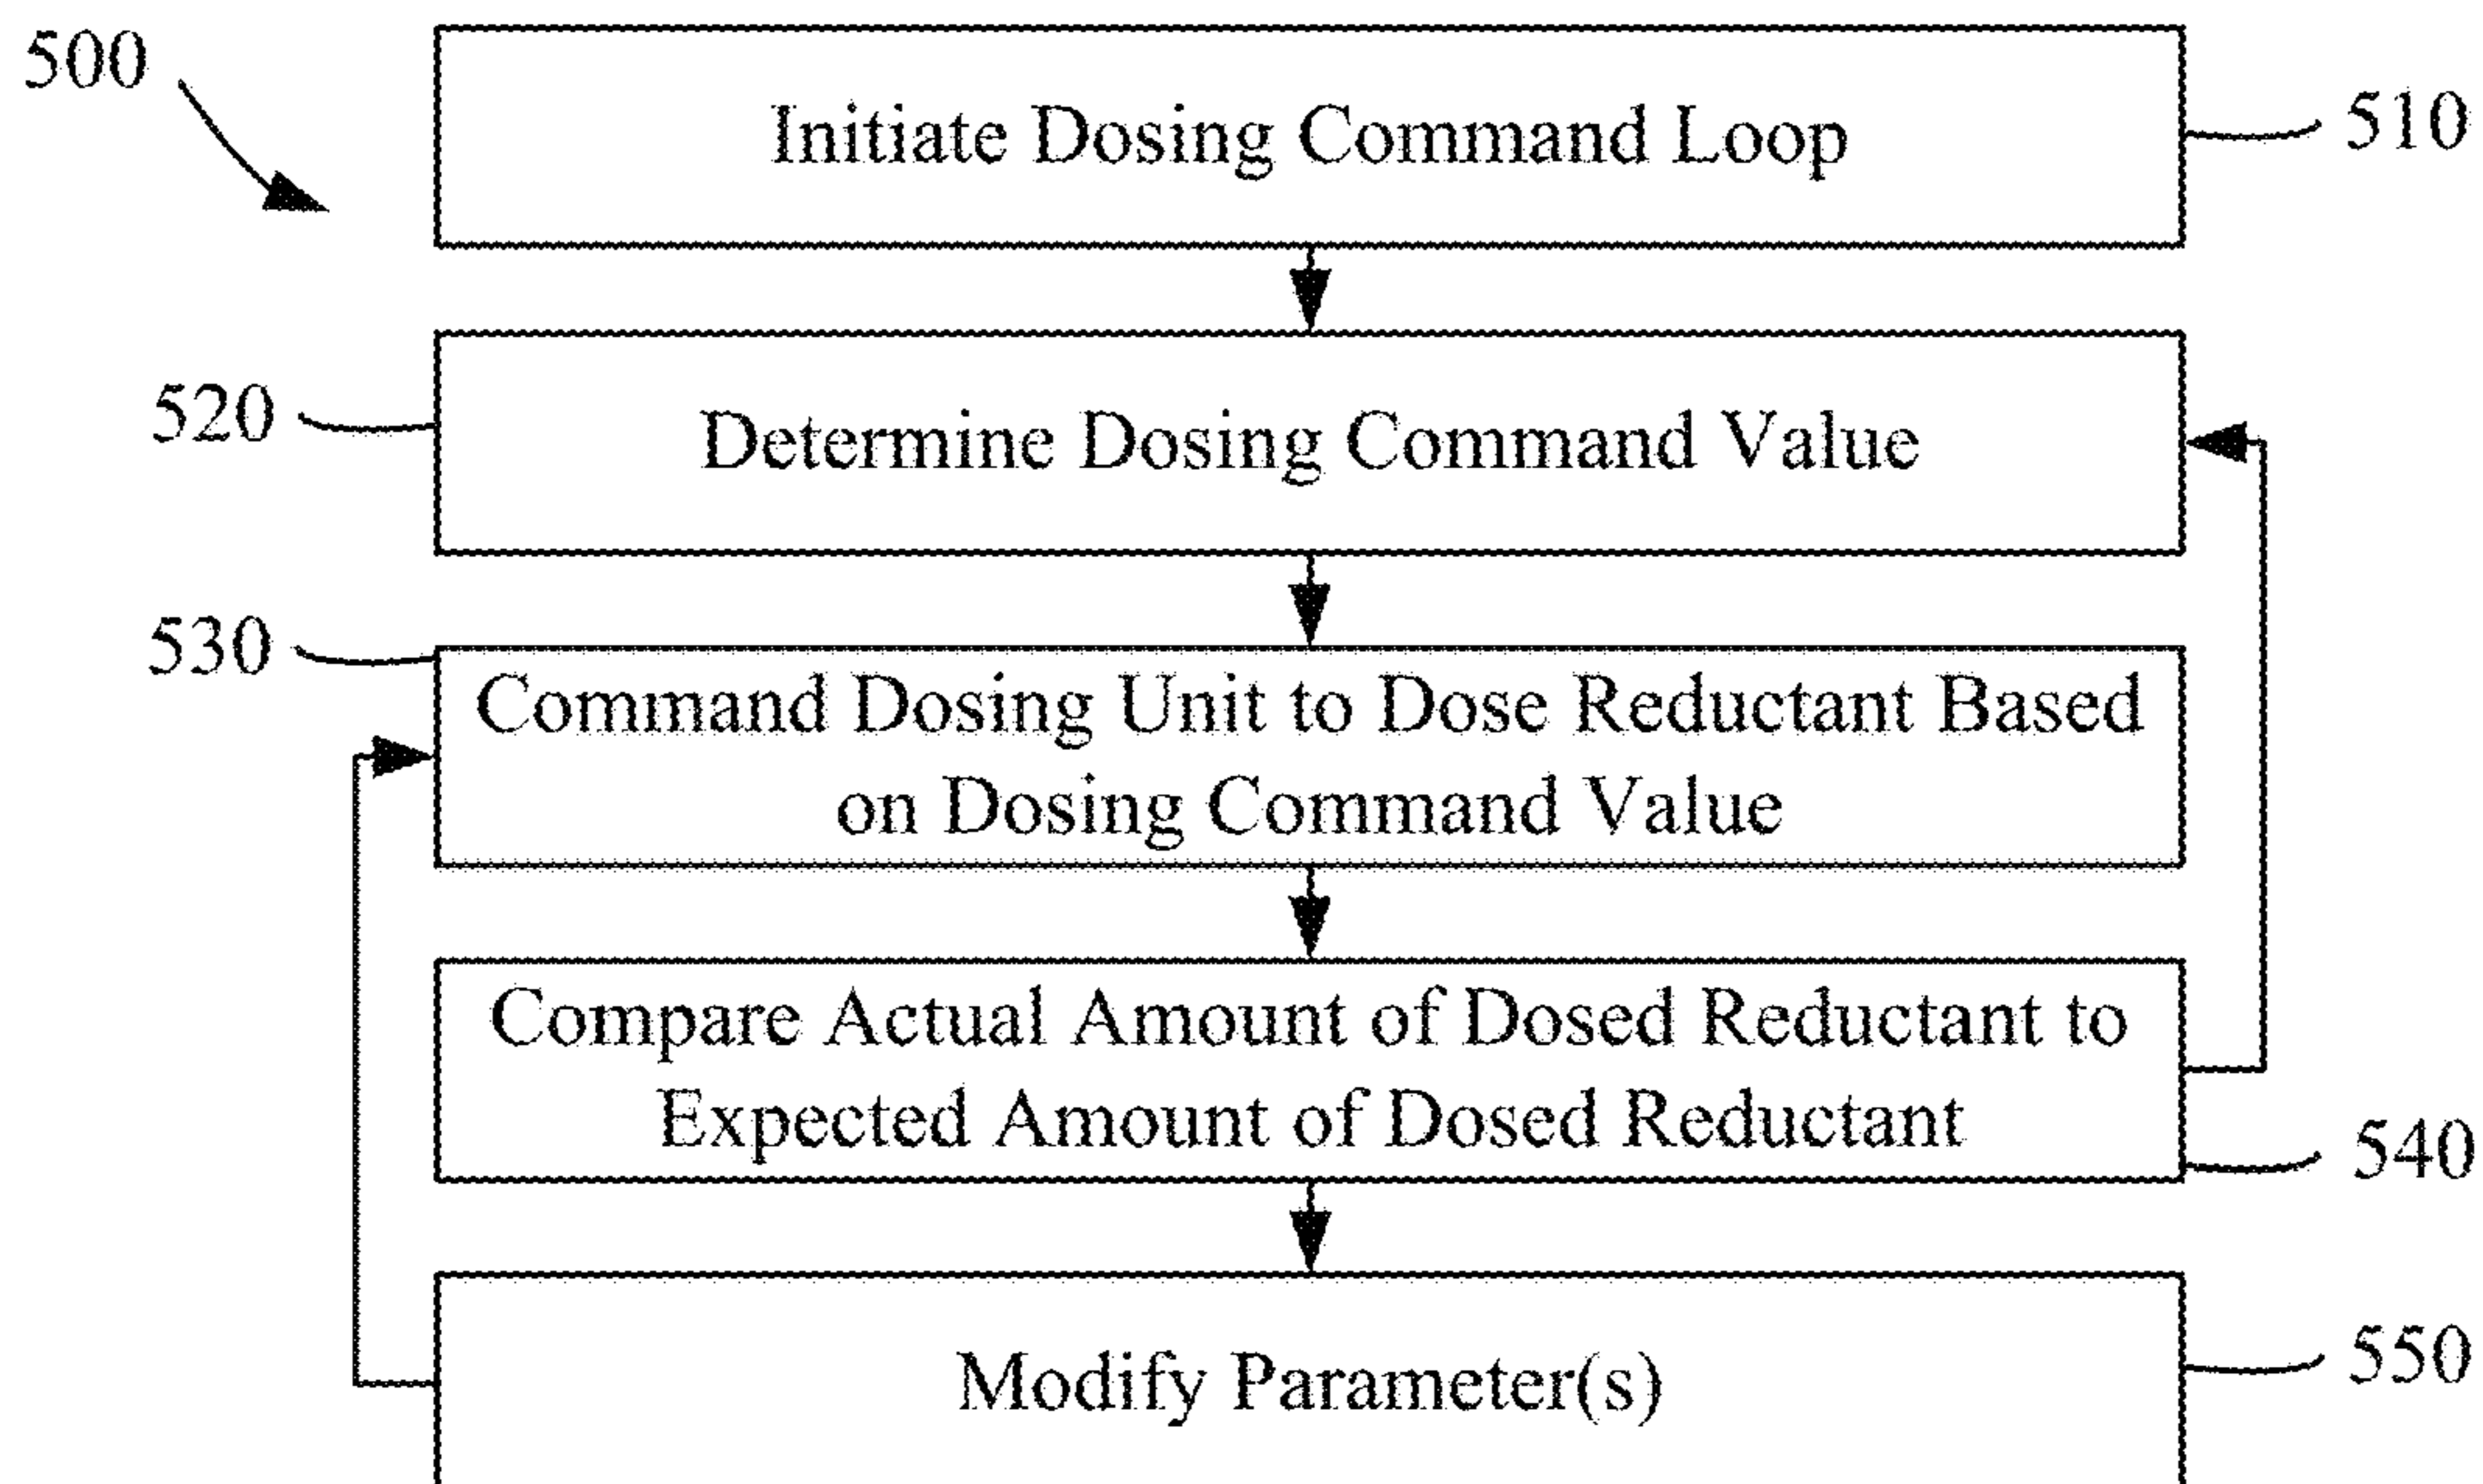 500
Initiate Dosing Command Loop
510
520
Determine Dosing Command Value
530
Command Dosing Unit to Dose Reductant Based
on Dosing Command Value
Compare Actual Amount of Dosed Reductant to
Expected Amount of Dosed Reductant
540
Modify Parameter(s)
550